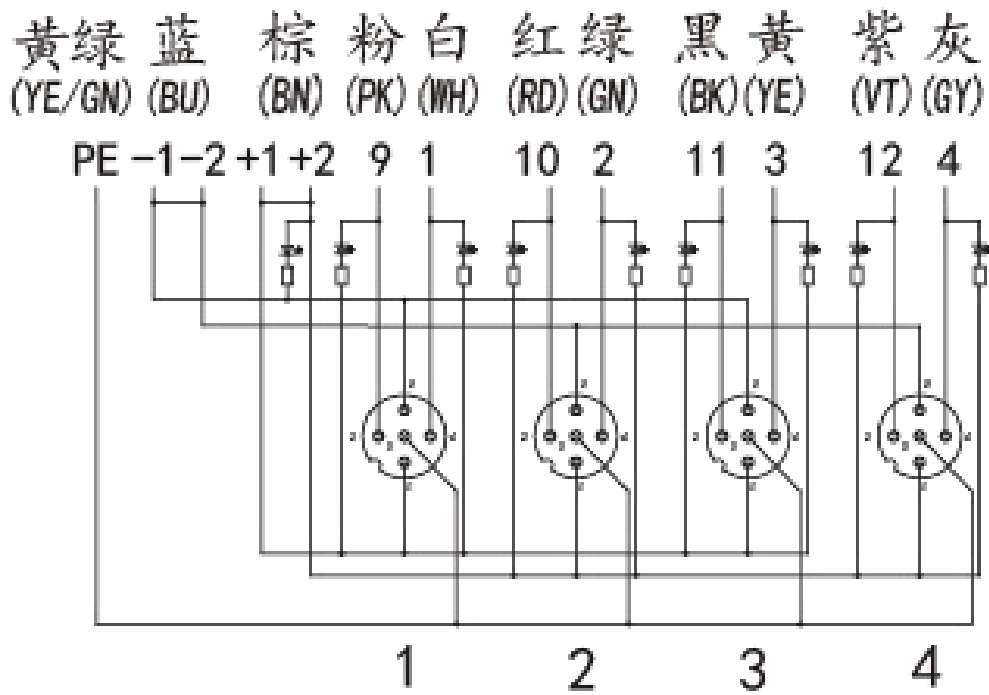 黄绿 蓝 棕 粉 白 红 绿 黑 黄 紫 灰
(YE/GN) (BU) (BN) (PK) (WH) (RD) (GN) (BK) (YE) (VT) (GY)
PE -1 -2 +1 +2 9 1 10 2 11 3 12 4
1 2 3 4